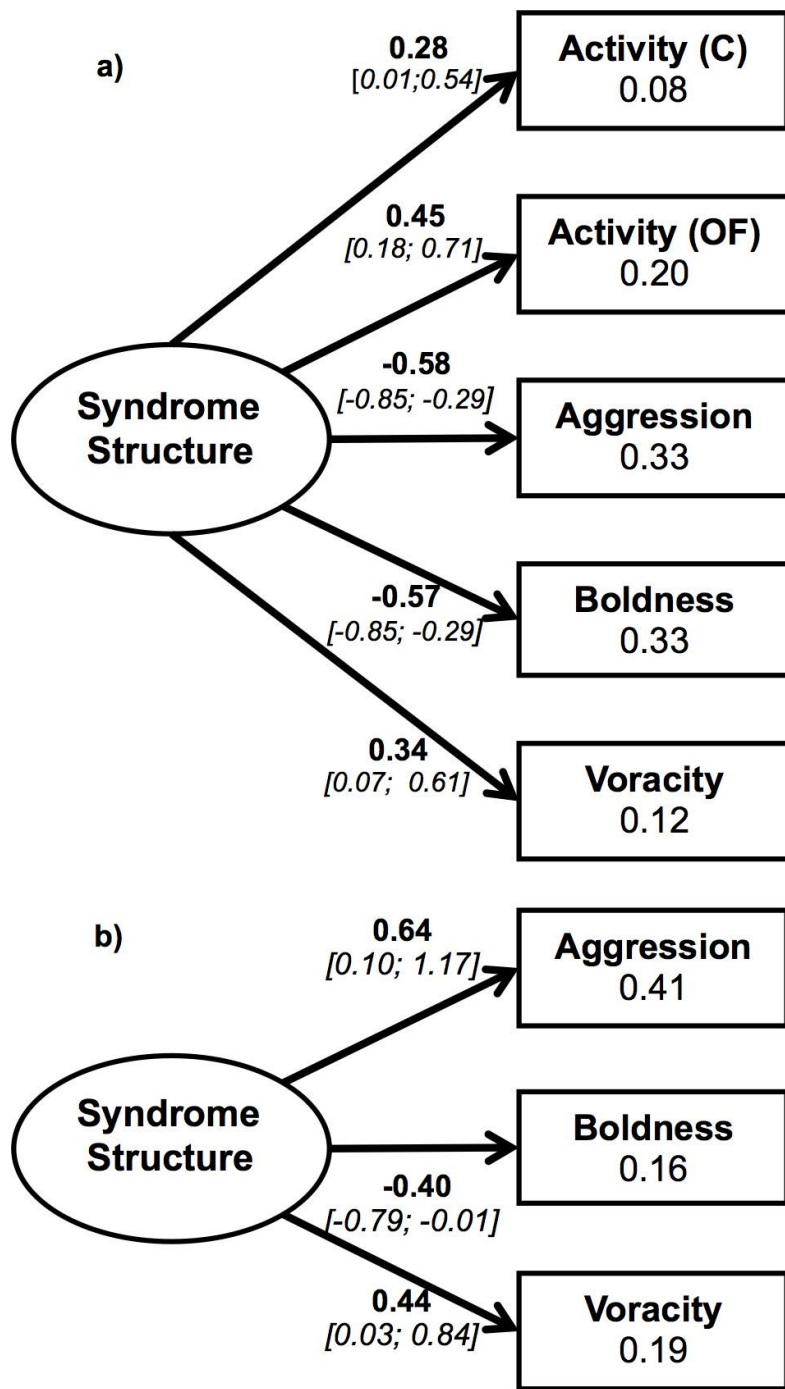 a)
0.28
[0.01;0.54]
Activity (C)
0.08
0.45
[0.18; 0.71]
Activity (OF)
0.20
Syndrome
Structure
-0.58
[-0.85; -0.29]
Aggression
0.33
-0.57
[-0.85; -0.29]
Boldness
0.33
0.34
[0.07; 0.61]
Voracity
0.12
b)
0.64
[0.10; 1.17]
Aggression
0.41
Syndrome
Structure
Boldness
0.16
-0.40
[-0.79; -0.01]
0.44
[0.03; 0.84]
Voracity
0.19